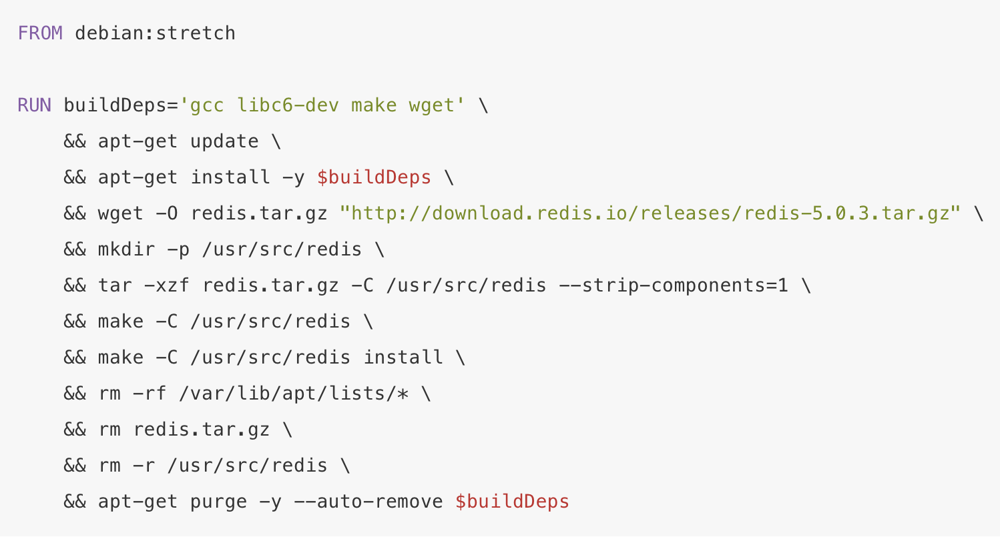 FROM debian:stretch

RUN buildDeps='gcc libc6-dev make wget' \
    && apt-get update \
    && apt-get install -y $buildDeps \
    && wget -O redis.tar.gz "http://download.redis.io/releases/redis-5.0.3.tar.gz" \
    && mkdir -p /usr/src/redis \
    && tar -xzf redis.tar.gz -C /usr/src/redis --strip-components=1 \
    && make -C /usr/src/redis \
    && make -C /usr/src/redis install \
    && rm -rf /var/lib/apt/lists/* \
    && rm redis.tar.gz \
    && rm -r /usr/src/redis \
    && apt-get purge -y --auto-remove $buildDeps